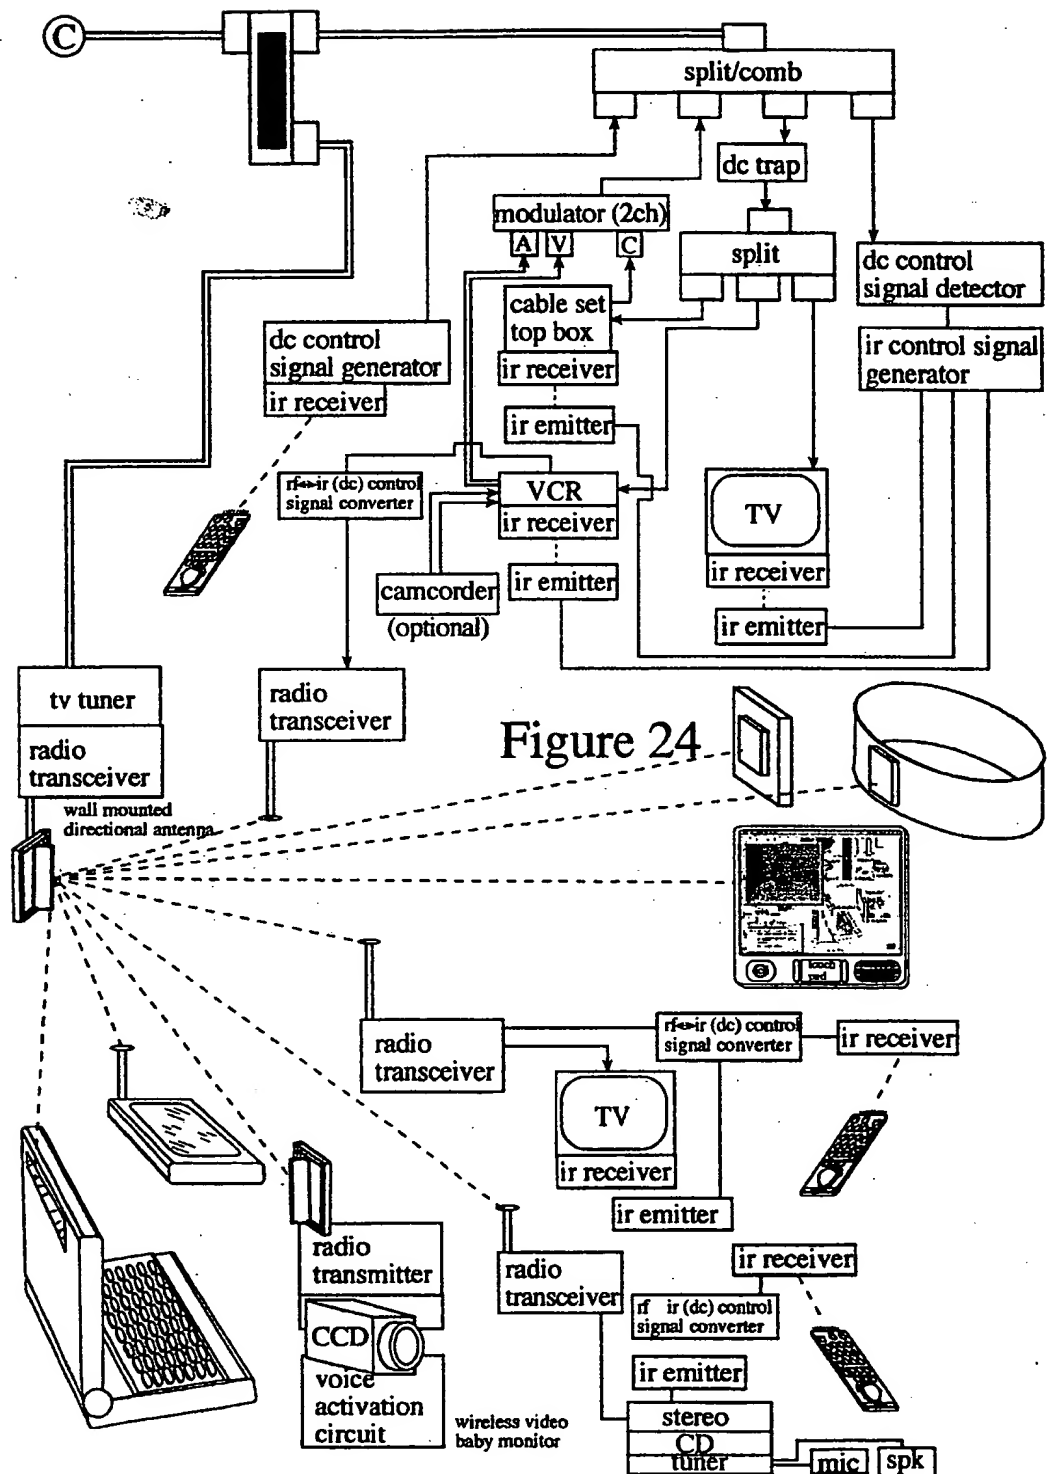 C
split/comb
dc trap
modulator (2ch)
A V C
split
dc control
signal detector
cable set
top box
ir receiver
dc control
signal generator
ir receiver
ir control signal
generator
ir emitter
rf↔ir (dc) control
signal converter
VCR
ir receiver
TV
ir receiver
camcorder
(optional)
ir emitter
ir emitter
tv tuner
radio
transceiver
radio
transceiver
Figure 24
wall mounted
directional antenna
touch
pad
radio
transceiver
rf↔ir (dc) control
signal converter
ir receiver
TV
ir receiver
ir emitter
radio
transmitter
CCD
voice
activation
circuit
wireless video
baby monitor
radio
transceiver
ir receiver
rf ir (dc) control
signal converter
ir emitter
stereo
CD
tuner
mic spk